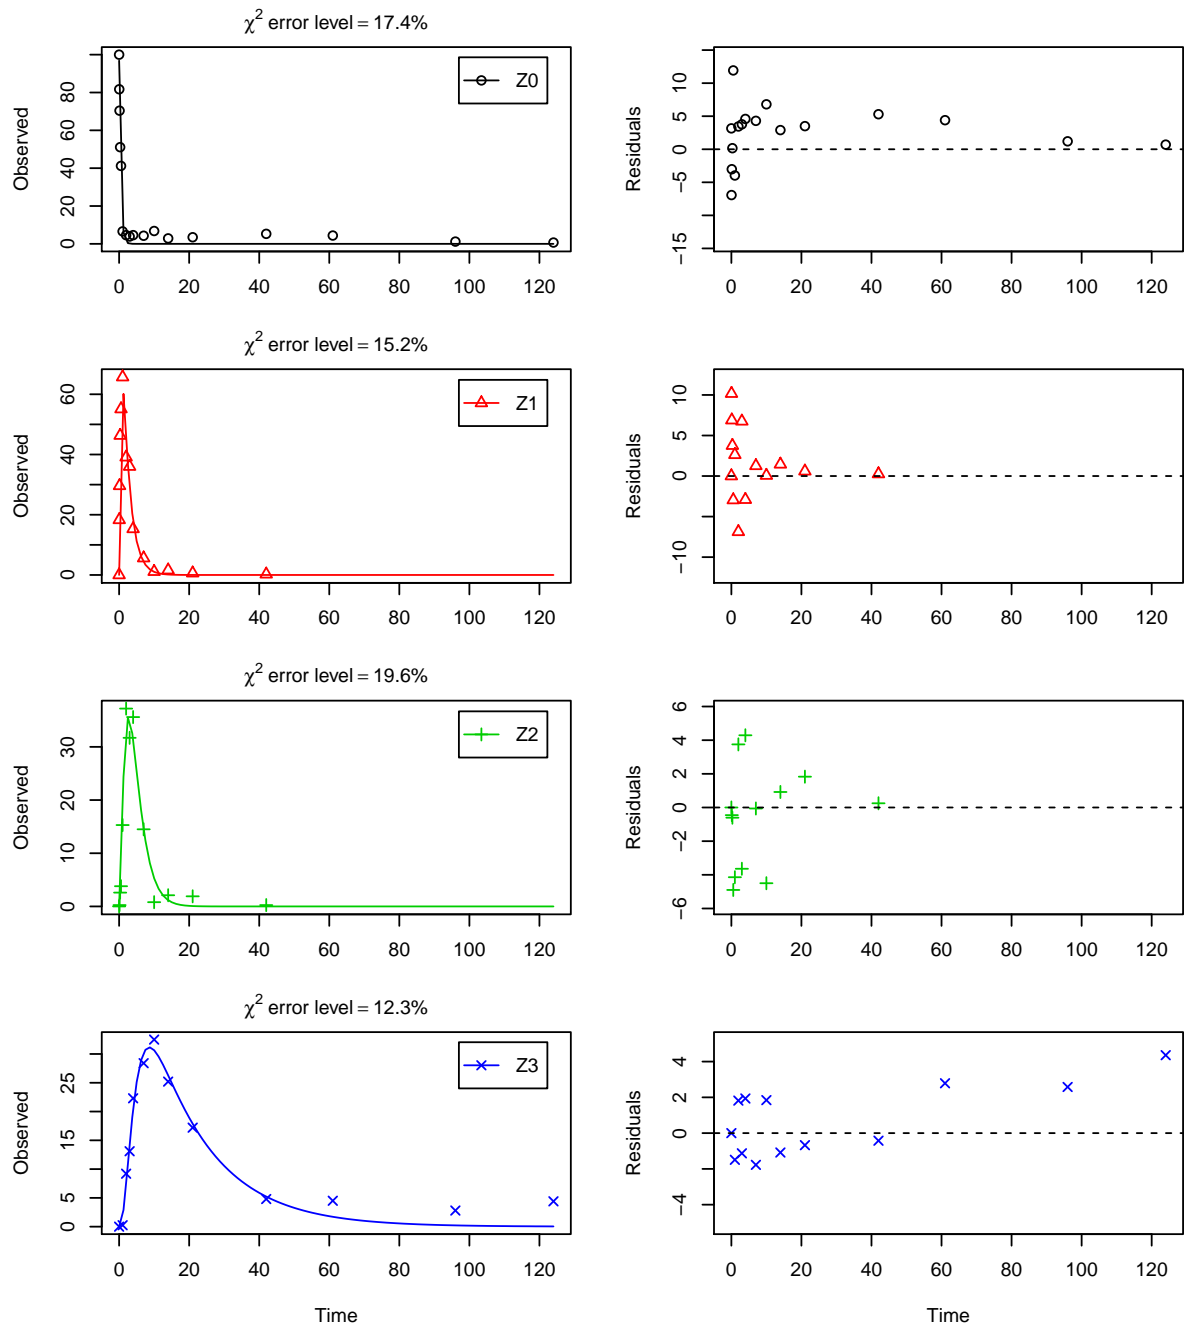 χ2 error level = 17.4%
Observed
0 20 40 60 80
Z0
0 20 40 60 80 100 120
Residuals
−15 −5 0 5 10
0 20 40 60 80 100 120
χ2 error level = 15.2%
Observed
0 20 40 60
Z1
0 20 40 60 80 100 120
Residuals
−10 0 5 10
0 20 40 60 80 100 120
χ2 error level = 19.6%
Observed
0 10 30
Z2
0 20 40 60 80 100 120
Residuals
−6 −2 0 2 4 6
0 20 40 60 80 100 120
χ2 error level = 12.3%
Observed
0 5 15 25
Z3
0 20 40 60 80 100 120
Time
Residuals
−4 0 2 4
0 20 40 60 80 100 120
Time